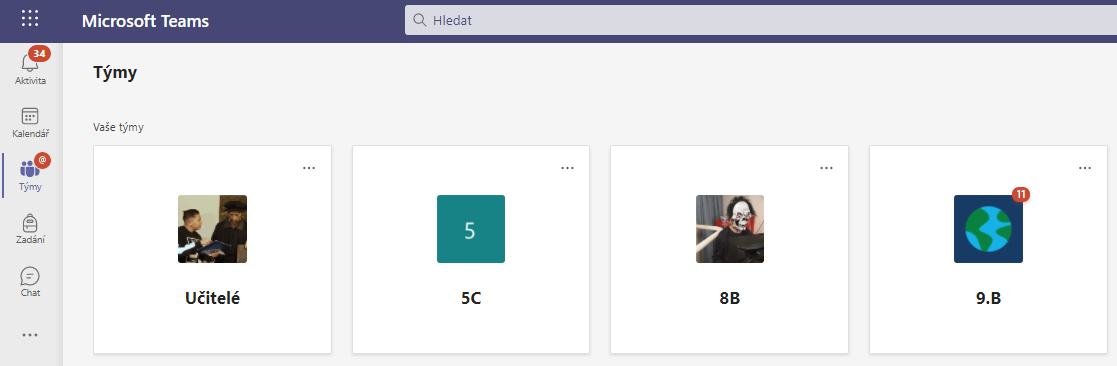 Microsoft Teams
Hledat
34
Aktivita
Kalendář
@
Týmy
Zadání
Chat
Týmy
Vaše týmy
Učitelé
5
5C
8B
11
9.B